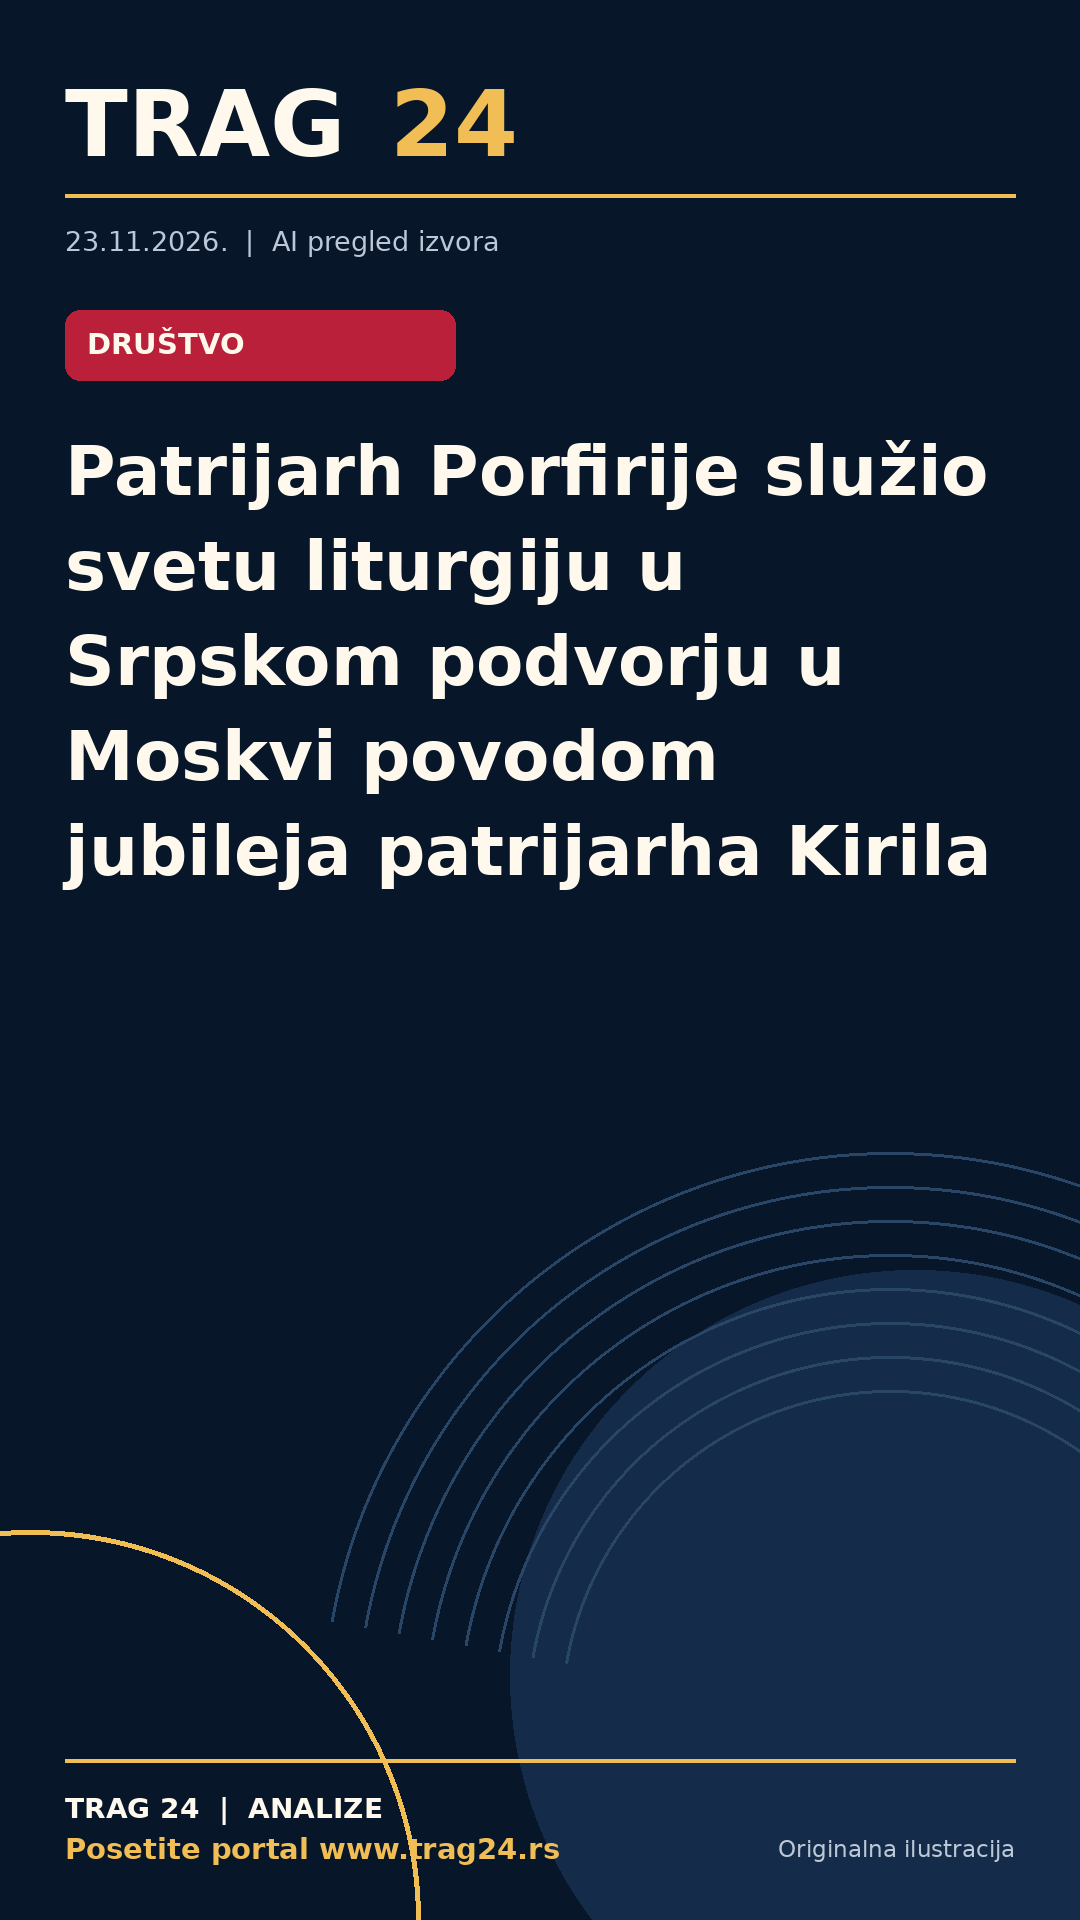 TRAG 24
23.11.2026. | AI pregled izvora
DRUŠTVO
Patrijarh Porfirije služio
svetu liturgiju u
Srpskom podvorju u
Moskvi povodom
jubileja patrijarha Kirila
TRAG 24 | ANALIZE
Posetite portal www.trag24.rs
Originalna ilustracija